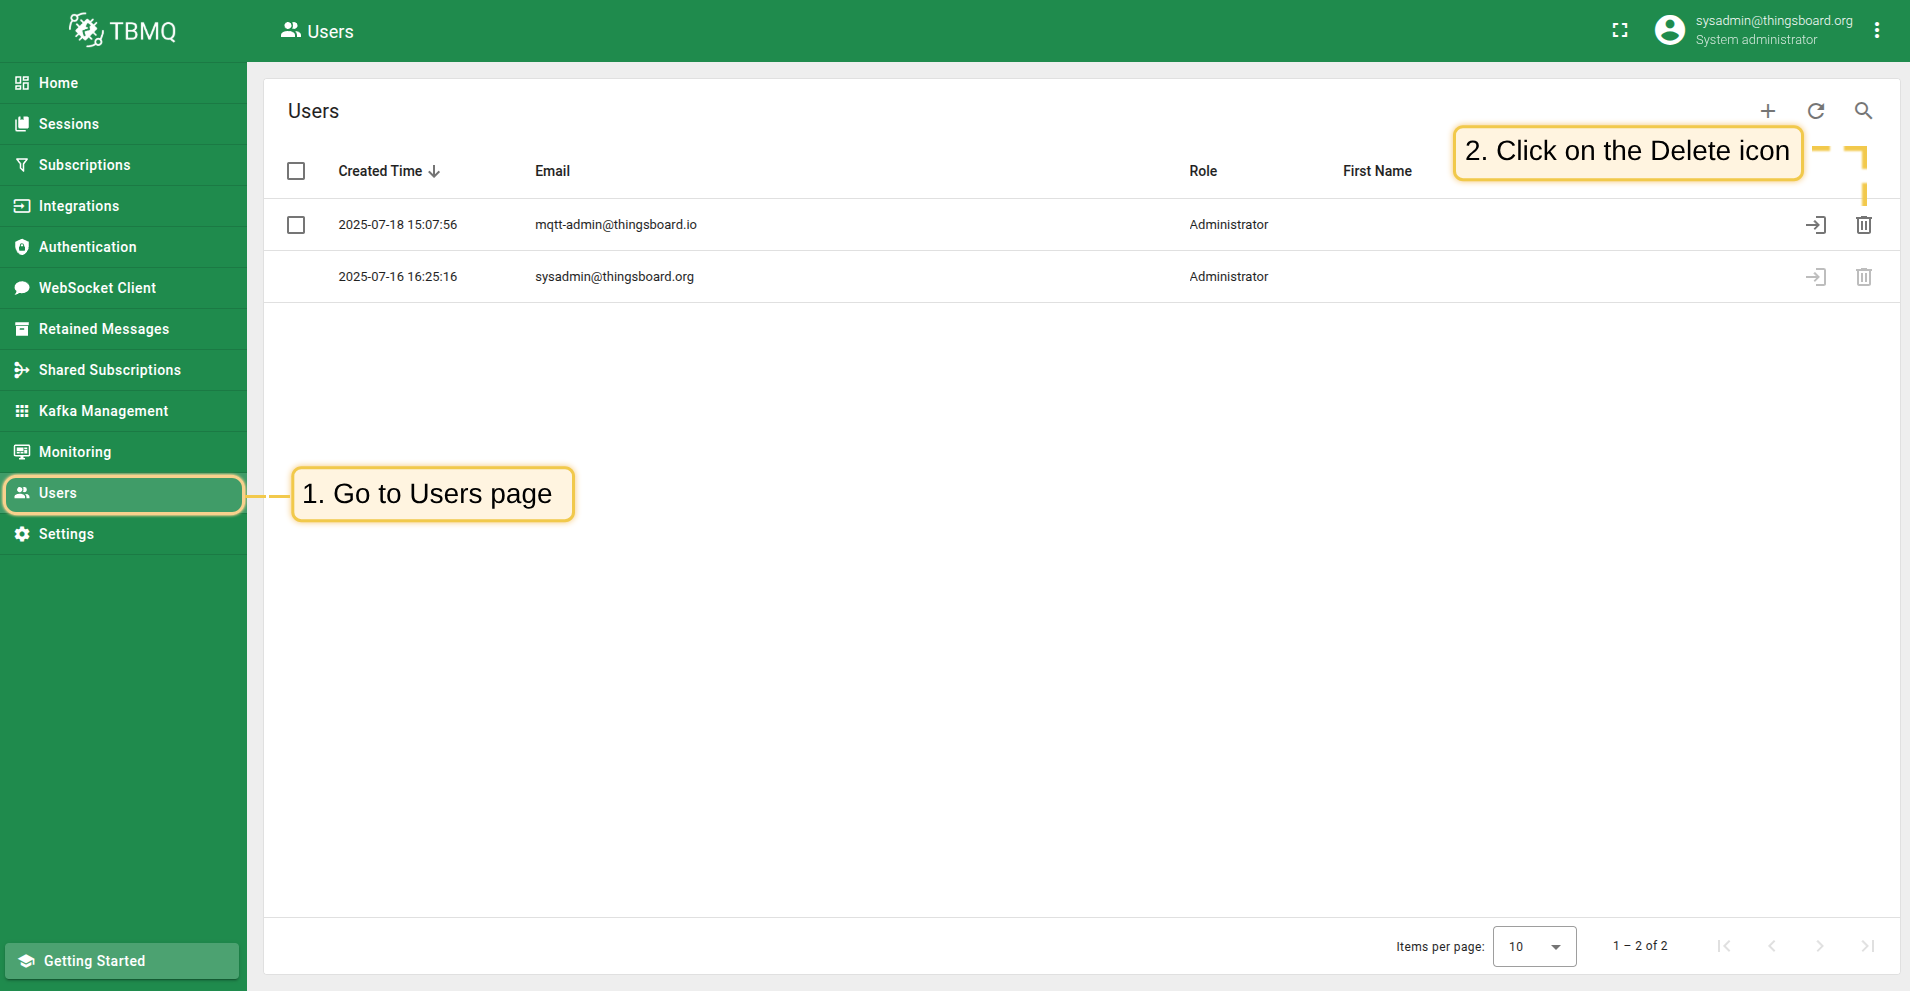 TBMQ
Users
sysadmin@thingsboard.org
System administrator
Home
Sessions
Subscriptions
Integrations
Authentication
WebSocket Client
Retained Messages
Shared Subscriptions
Kafka Management
Monitoring
Users
Settings
Getting Started
Users
2. Click on the Delete icon
Created Time Email Role First Name
2025-07-18 15:07:56 mqtt-admin@thingsboard.io Administrator
2025-07-16 16:25:16 sysadmin@thingsboard.org Administrator
1. Go to Users page
Items per page: 10 1 – 2 of 2